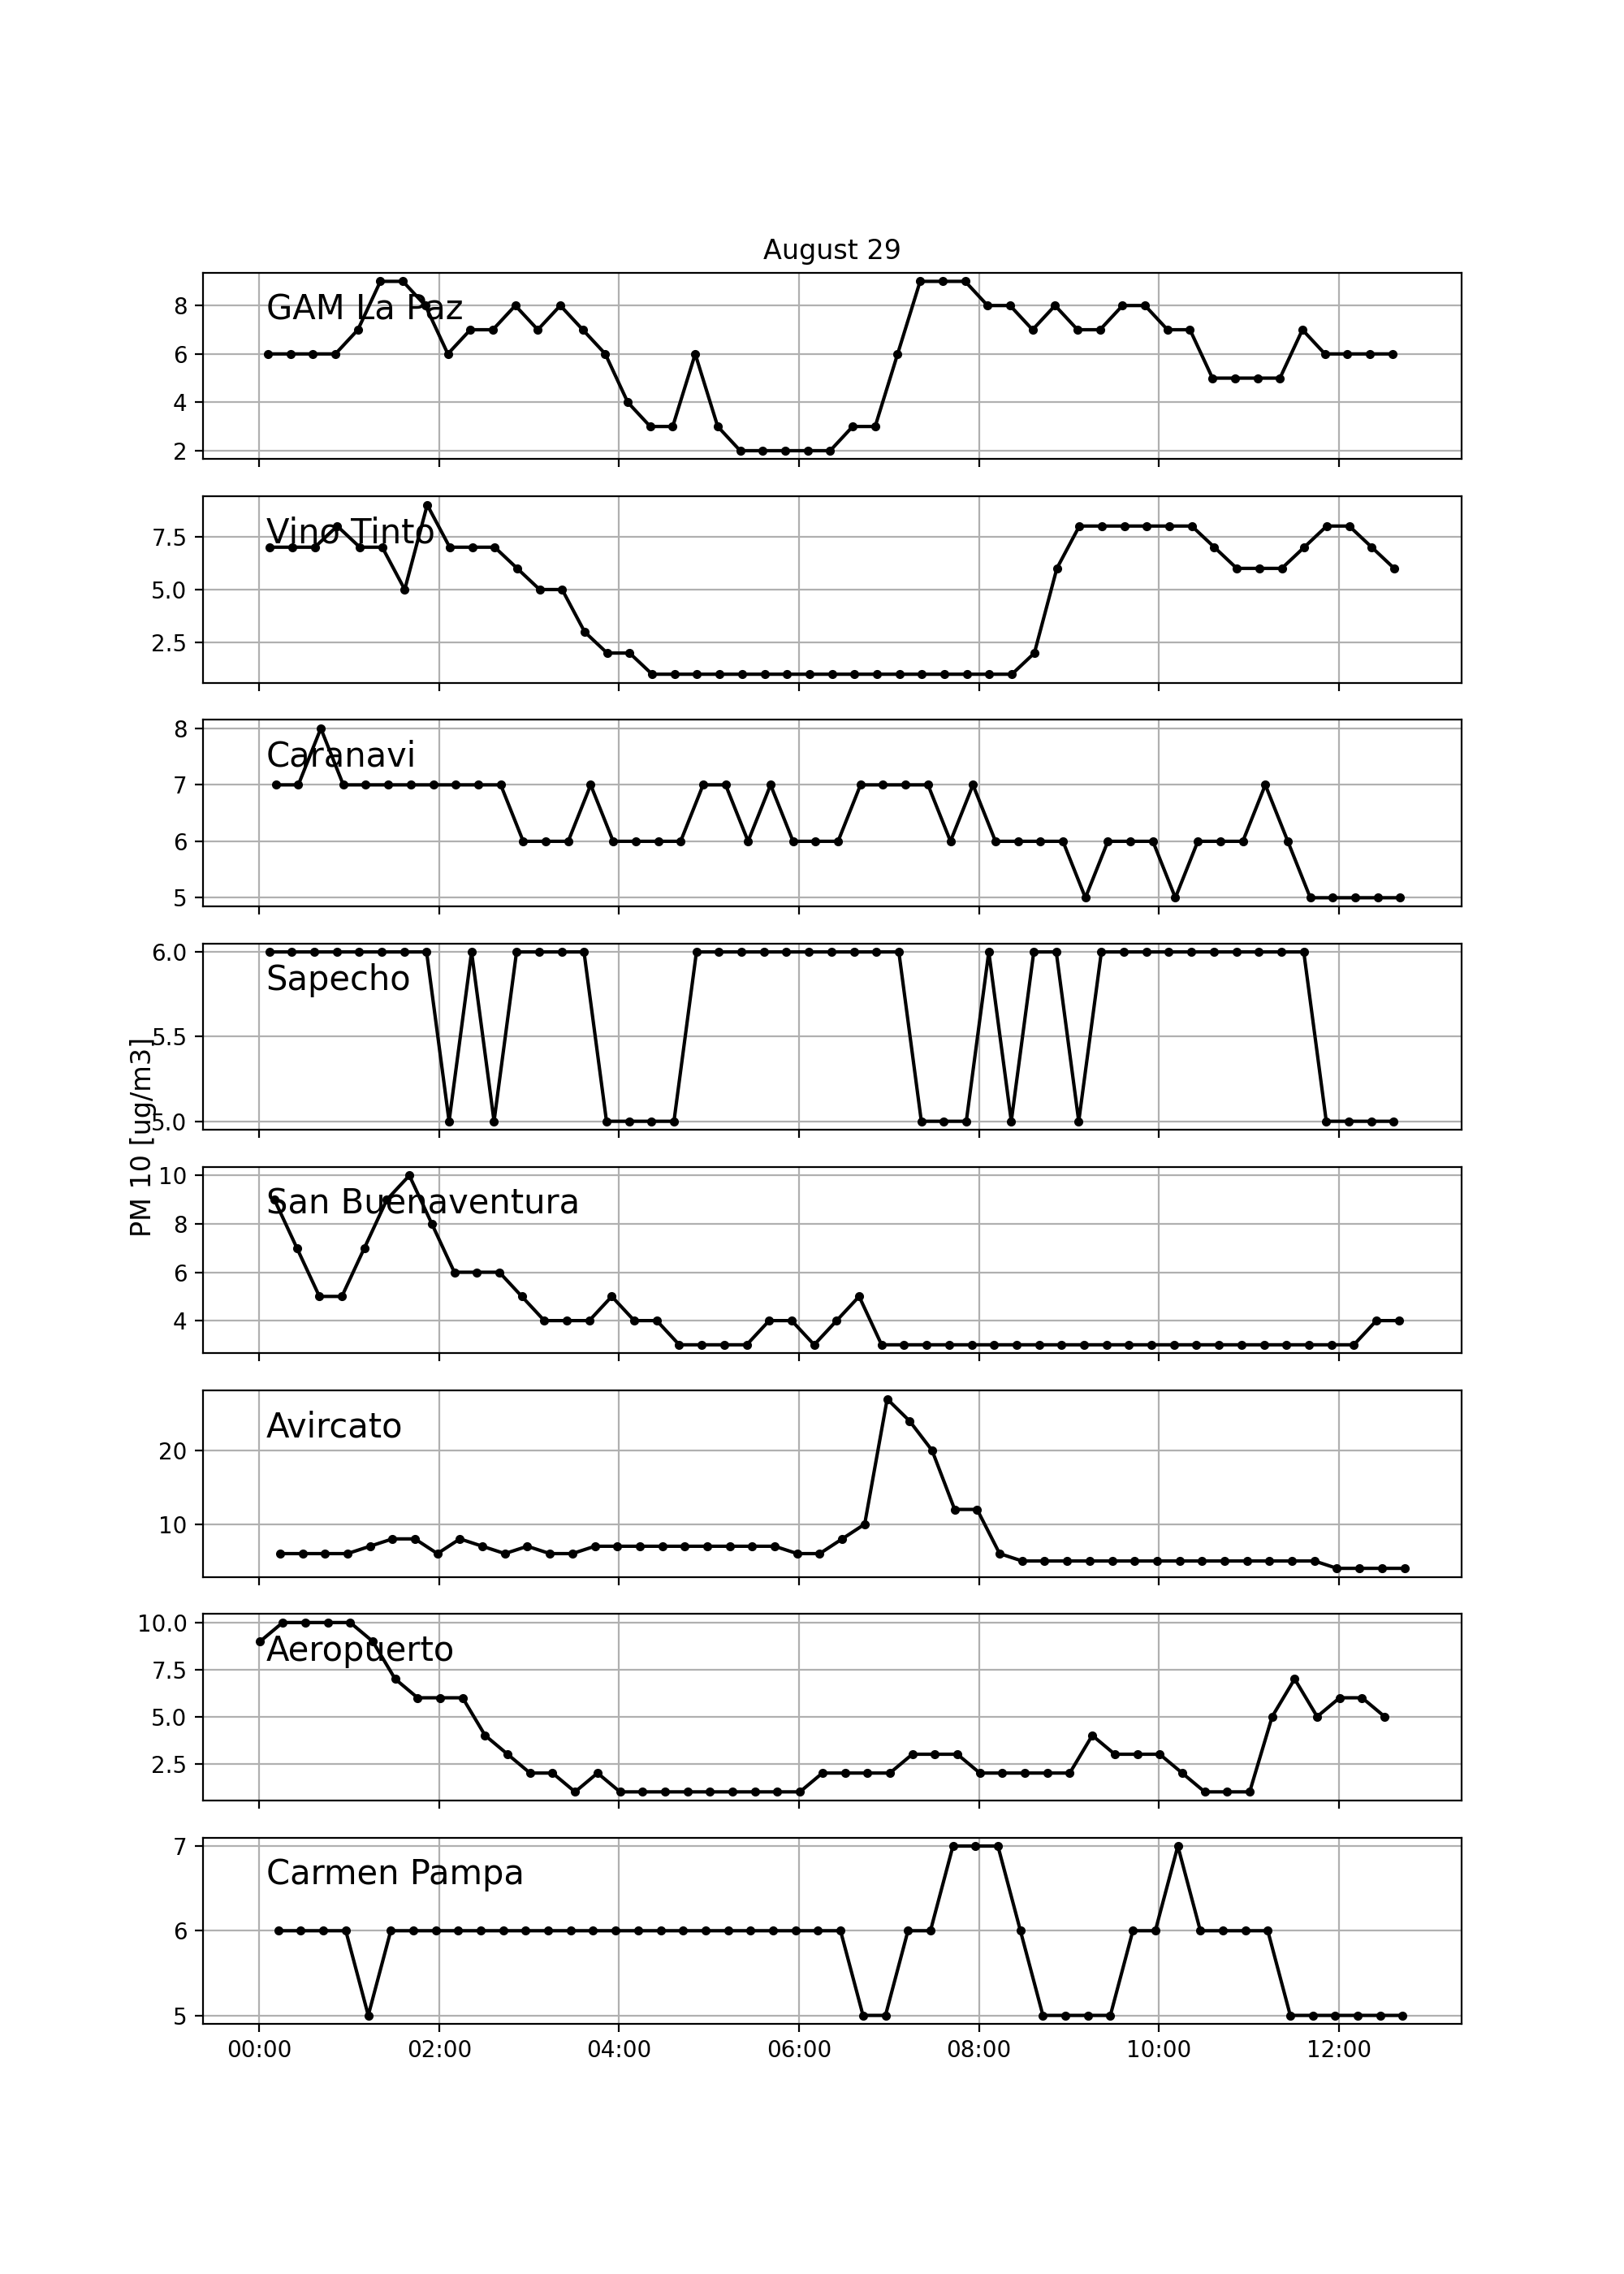 August 29
GAM La Paz
8
6
4
2
Vino Tinto
7.5
5.0
2.5
Caranavi
8
7
6
5
Sapecho
6.0
5.5
5.0
PM 10 [ug/m3]
San Buenaventura
10
8
6
4
Avircato
20
10
Aeropuerto
10.0
7.5
5.0
2.5
Carmen Pampa
7
6
5
00:00 02:00 04:00 06:00 08:00 10:00 12:00